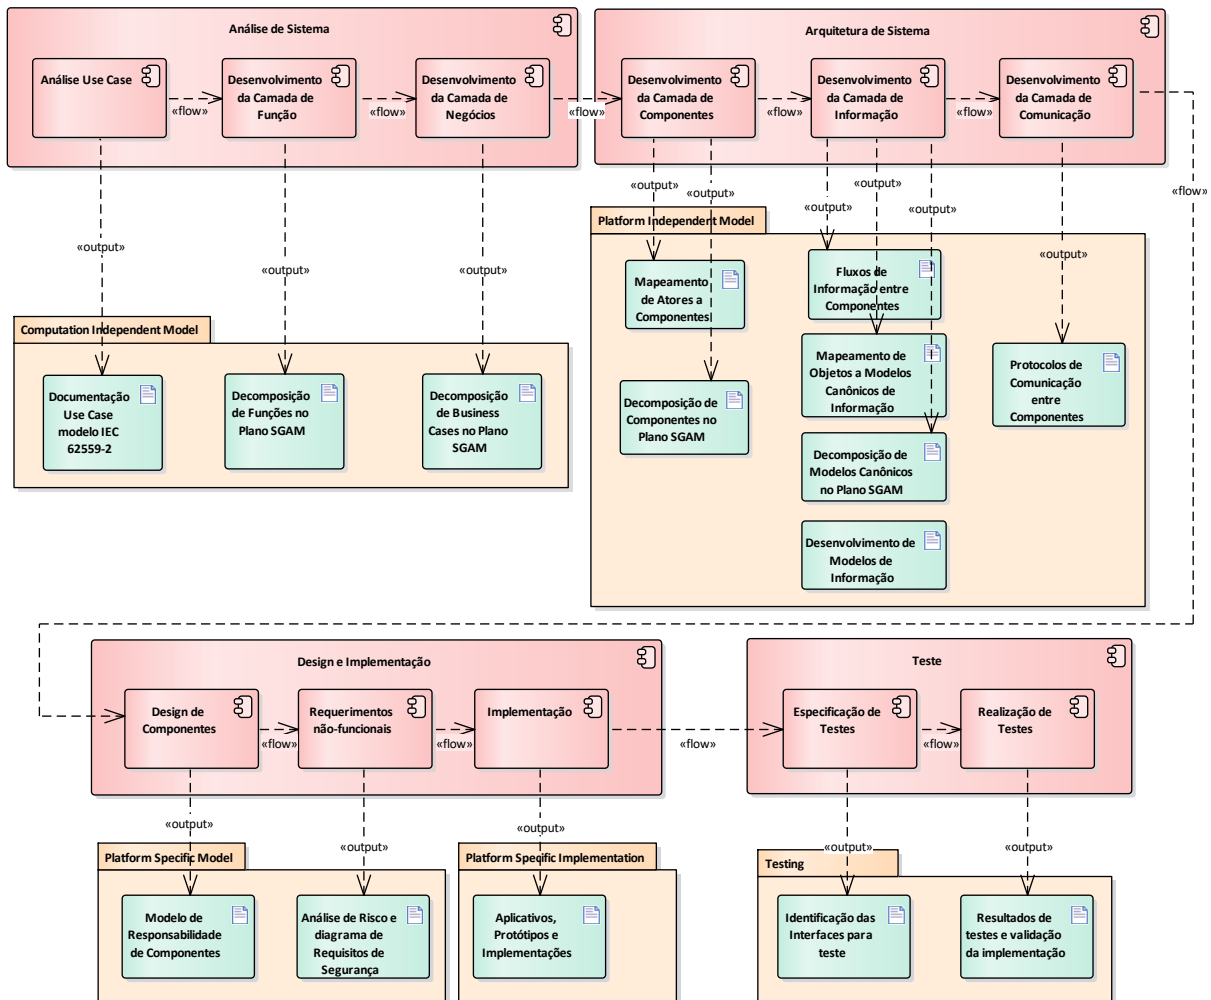 Análise de Sistema
Análise Use Case
«flow»
Desenvolvimento
da Camada de
Função
«flow»
Desenvolvimento
da Camada de
Negócios
«flow»
Arquitetura de Sistema
Desenvolvimento
da Camada de
Componentes
«flow»
Desenvolvimento
da Camada de
Informação
«flow»
Desenvolvimento
da Camada de
Comunicação
«flow»
«output»
«output»
«output»
«output»
«output»
«output»
«output»
«output»
«output»
Computation Independent Model
Documentação
Use Case
modelo IEC
62559-2
Decomposição
de Funções no
Plano SGAM
Decomposição
de Business
Cases no Plano
SGAM
Platform Independent Model
Mapeamento
de Atores a
Componentes
Decomposição de
Componentes no
Plano SGAM
Fluxos de
Informação entre
Componentes
Mapeamento de
Objetos a Modelos
Canônicos de
Informação
Decomposição de
Modelos Canônicos
no Plano SGAM
Desenvolvimento de
Modelos de
Informação
Protocolos de
Comunicação
entre
Componentes
Design e Implementação
Design de
Componentes
«flow»
Requerimentos
não-funcionais
«flow»
Implementação
«flow»
Teste
Especificação de
Testes
«flow»
Realização de
Testes
«output»
«output»
«output»
«output»
«output»
Platform Specific Model
Modelo de
Responsabilidade
de Componentes
Análise de Risco e
diagrama de
Requisitos de
Segurança
Platform Specific Implementation
Aplicativos,
Protótipos e
Implementações
Testing
Identificação das
Interfaces para
teste
Resultados de
testes e validação
da implementação